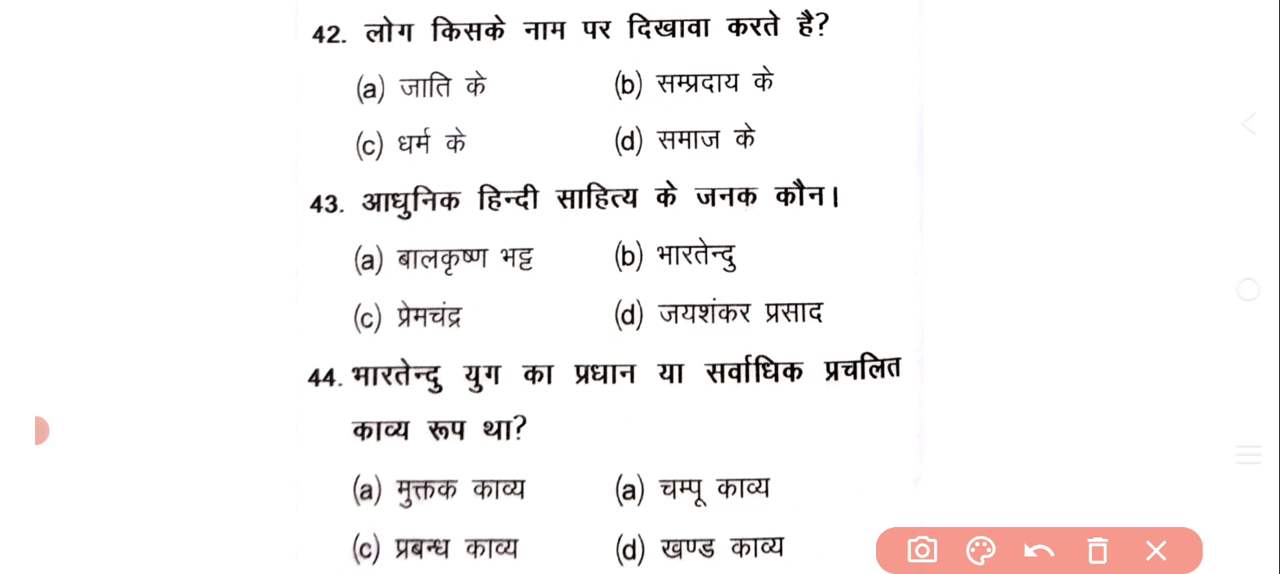 42. लोग किसके नाम पर दिखावा करते है?
(a) जाति के (b) सम्प्रदाय के
(c) धर्म के (d) समाज के
43. आधुनिक हिन्दी साहित्य के जनक कौन।
(a) बालकृष्ण भट्ट (b) भारतेन्दु
(c) प्रेमचंद्र (d) जयशंकर प्रसाद
44. भारतेन्दु युग का प्रधान या सर्वाधिक प्रचलित
काव्य रूप था?
(a) मुक्तक काव्य (a) चम्पू काव्य
(c) प्रबन्ध काव्य (d) खण्ड काव्य